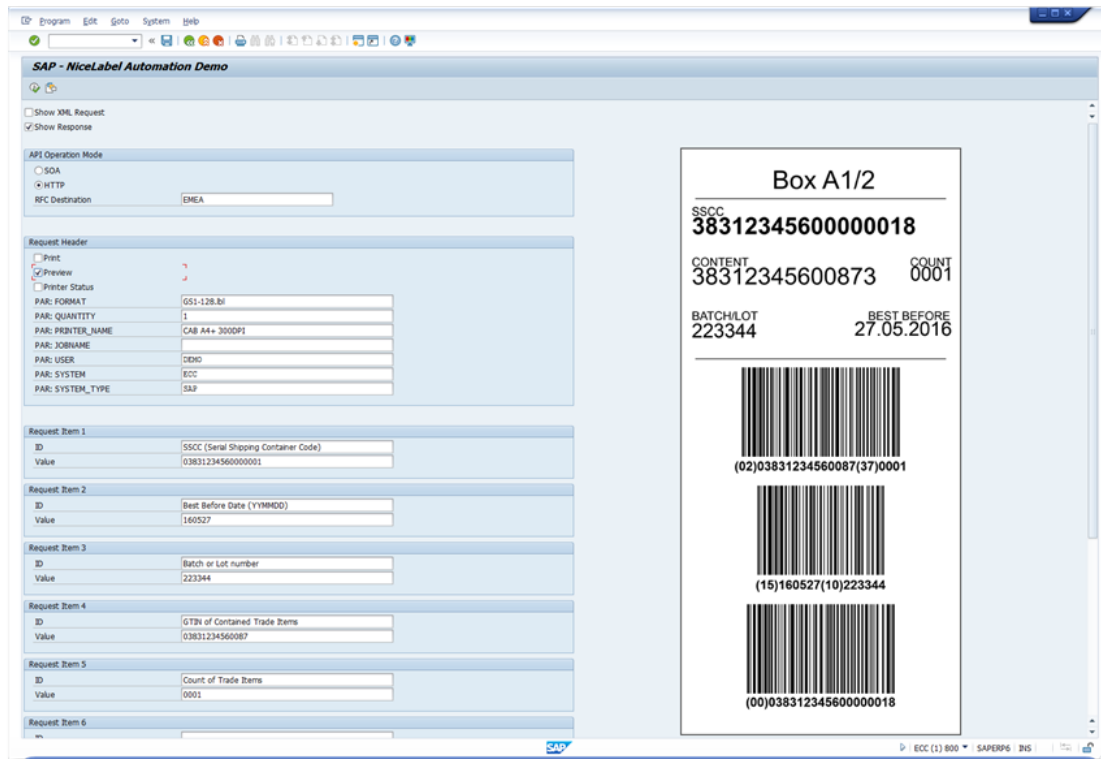 Program Edit Goto System Help
SAP - NiceLabel Automation Demo
Show XML Request
Show Response
API Operation Mode
SOA
HTTP
RFC Destination EMEA
Request Header
Print
Preview
Printer Status
PAR: FORMAT GS1-128.lbl
PAR: QUANTITY 1
PAR: PRINTER_NAME CAB A4+ 300DPI
PAR: JOBNAME
PAR: USER DEMO
PAR: SYSTEM ECC
PAR: SYSTEM_TYPE SAP
Request Item 1
ID SSCC (Serial Shipping Container Code)
Value 03831234560000001
Request Item 2
ID Best Before Date (YYMMDD)
Value 160527
Request Item 3
ID Batch or Lot number
Value 223344
Request Item 4
ID GTIN of Contained Trade Items
Value 03831234560087
Request Item 5
ID Count of Trade Items
Value 0001
Request Item 6
Box A1/2
SSCC
38312345600000018
CONTENT COUNT
38312345600873 0001
BATCH/LOT BEST BEFORE
223344 27.05.2016
(02)03831234560087(37)0001
(15)160527(10)223344
(00)038312345600000018
SAP
ECC (1) 800 SAPERP6 INS